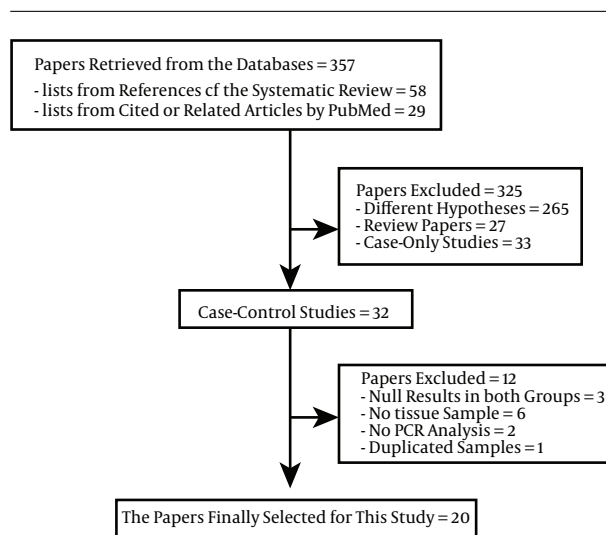 Papers Retrieved from the Databases = 357
- lists from References cf the Systematic Review = 58
- lists from Cited or Related Articles by PubMed = 29
Papers Excluded = 325
- Different Hypotheses = 265
- Review Papers = 27
- Case-Only Studies = 33
Case-Control Studies = 32
Papers Excluded = 12
- Null Results in both Groups = 3
- No tissue Sample = 6
- No PCR Analysis = 2
- Duplicated Samples = 1
The Papers Finally Selected for This Study = 20